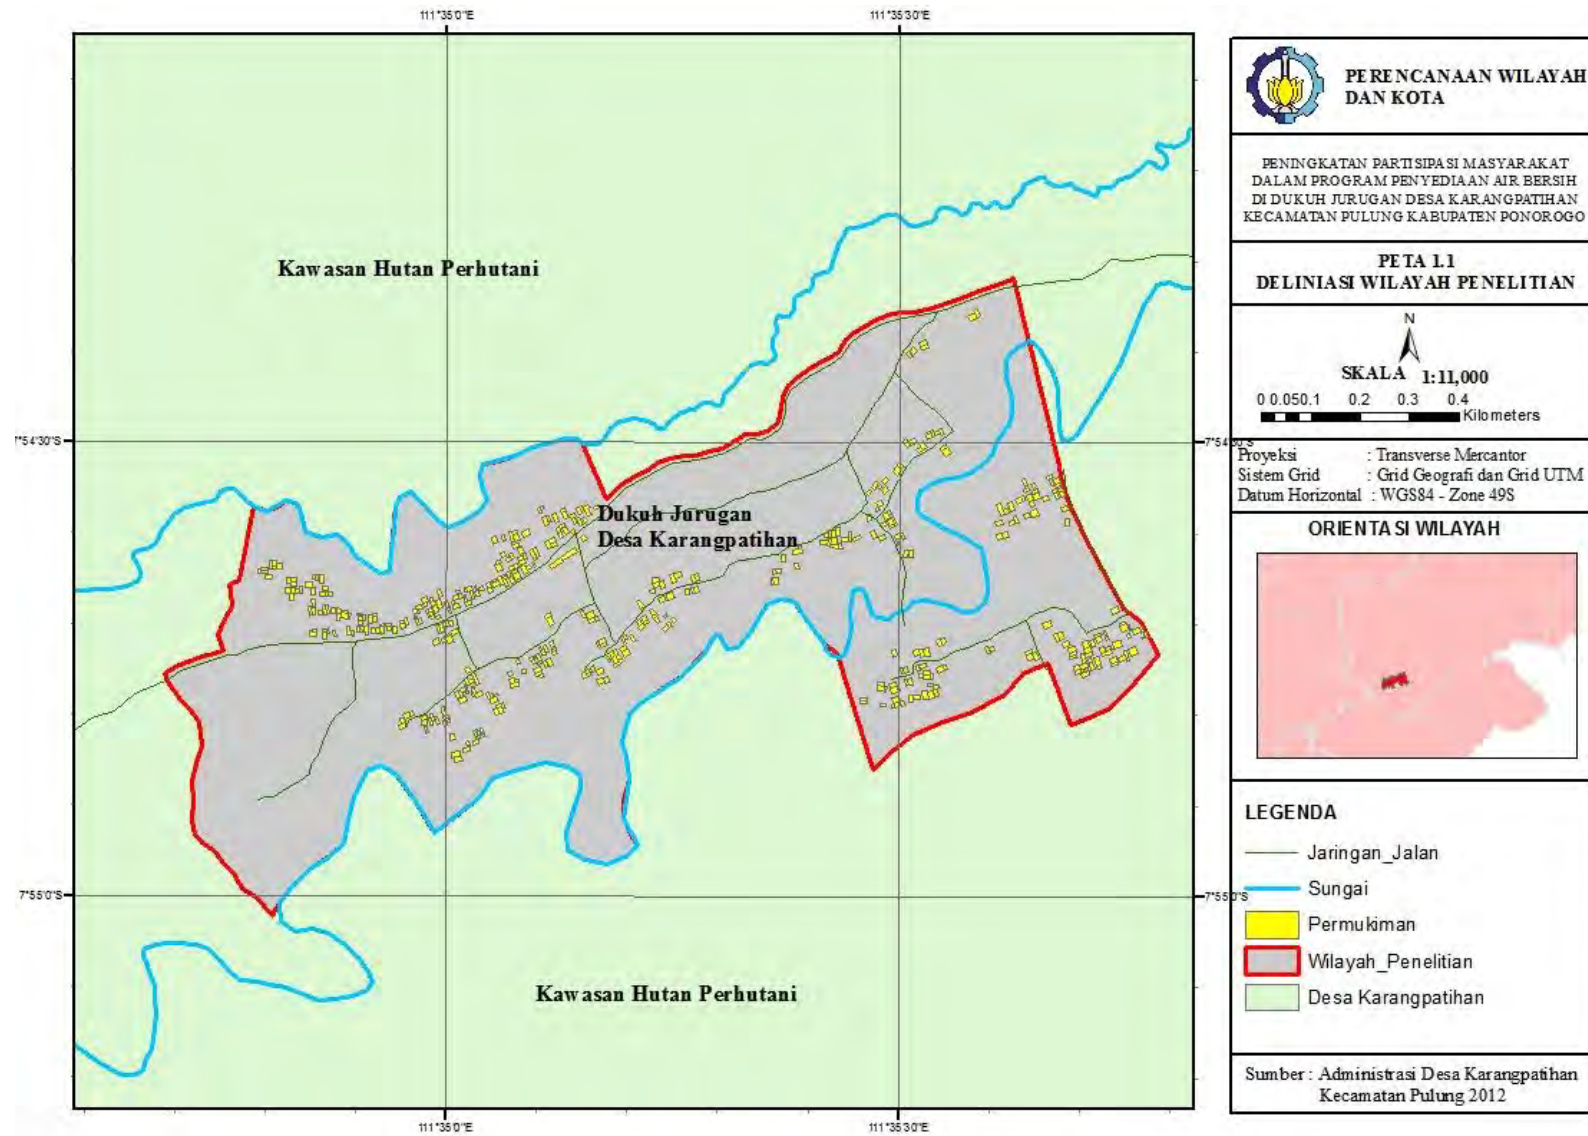 111°35'0"E
111°35'30"E
PERENCANAAN WILAYAH
DAN KOTA
PENINGKATAN PARTISIPASI MASYARAKAT
DALAM PROGRAM PENYEDIAAN AIR BERSIH
DI DUKUH JURUGAN DESA KARANGPATIHAN
KECAMATAN PULUNG KABUPATEN PONOROGO
PETA 1.1
DELINIASI WILAYAH PENELITIAN
N
SKALA 1:11,000
0 0.05 0.1 0.2 0.3 0.4
Kilometers
Proyeksi : Transverse Mercantor
Sistem Grid : Grid Geografi dan Grid UTM
Datum Horizontal : WGS84 - Zone 49S
ORIENTASI WILAYAH
LEGENDA
Jaringan_Jalan
Sungai
Permukiman
Wilayah_Penelitian
Desa Karangpatihan
Sumber : Administrasi Desa Karangpatihan
Kecamatan Pulung 2012
Kawasan Hutan Perhutani
Dukuh Jurugan
Desa Karangpatihan
Kawasan Hutan Perhutani
7°54'30"S
7°55'0"S
7°55'0"S
111°35'0"E
111°35'30"E